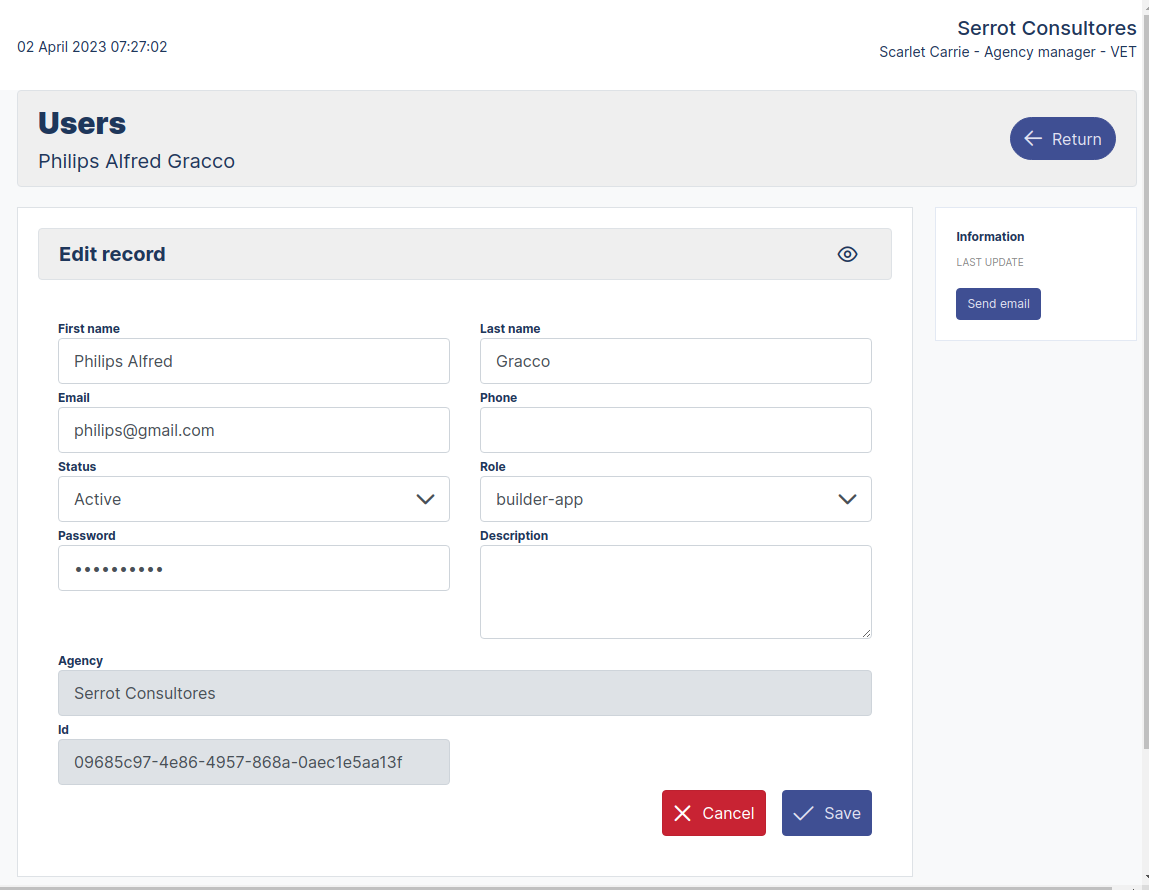 Serrot Consultores
02 April 2023 07:27:02
Scarlet Carrie - Agency manager - VET
Users
Philips Alfred Gracco
Return
Edit record
Information
LAST UPDATE
Send email
First name
Last name
Philips Alfred
Gracco
Email
Phone
philips@gmail.com
Status
Role
Active
builder-app
Password
Description
••••••••••
Agency
Serrot Consultores
Id
09685c97-4e86-4957-868a-0aec1e5aa13f
Cancel
Save